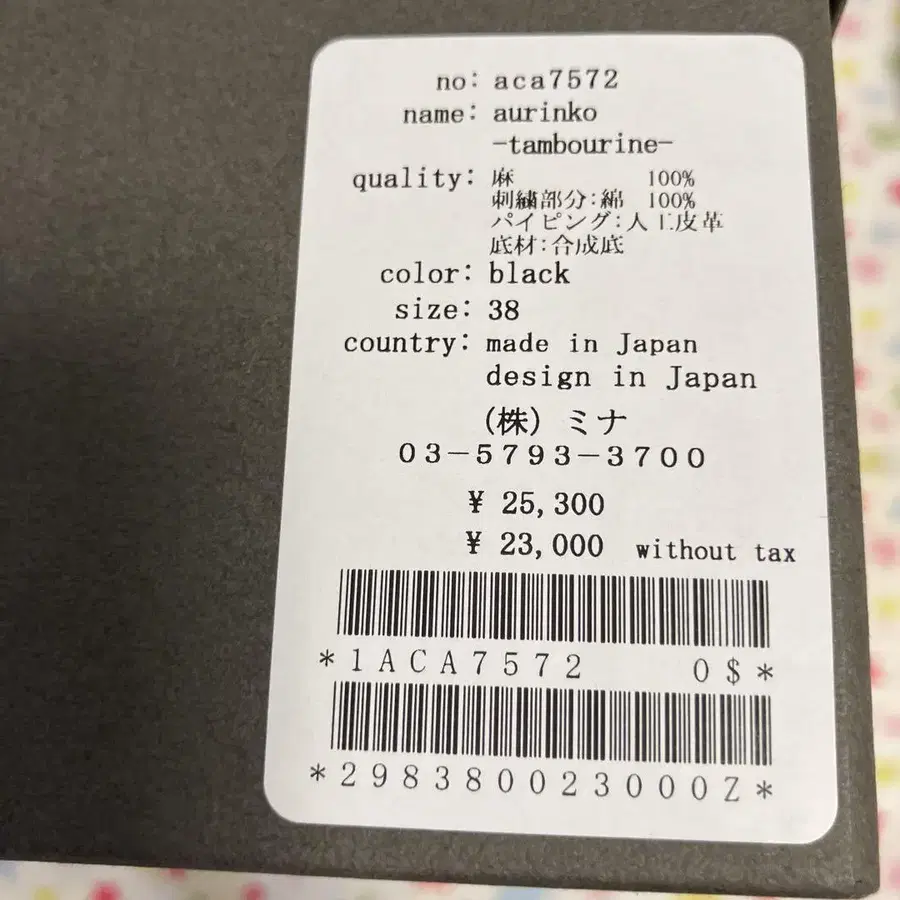 no: aca7572
name: aurinko
-tambourine-
quality: 麻 100%
刺繍部分:綿 100%
パイピング:人工皮革
底材:合成底
color: black
size: 38
country: made in Japan
design in Japan
(株) ミナ
03-5793-3700
¥ 25,300
¥ 23,000 without tax
*1ACA7572 0$*
*298380023000Z*